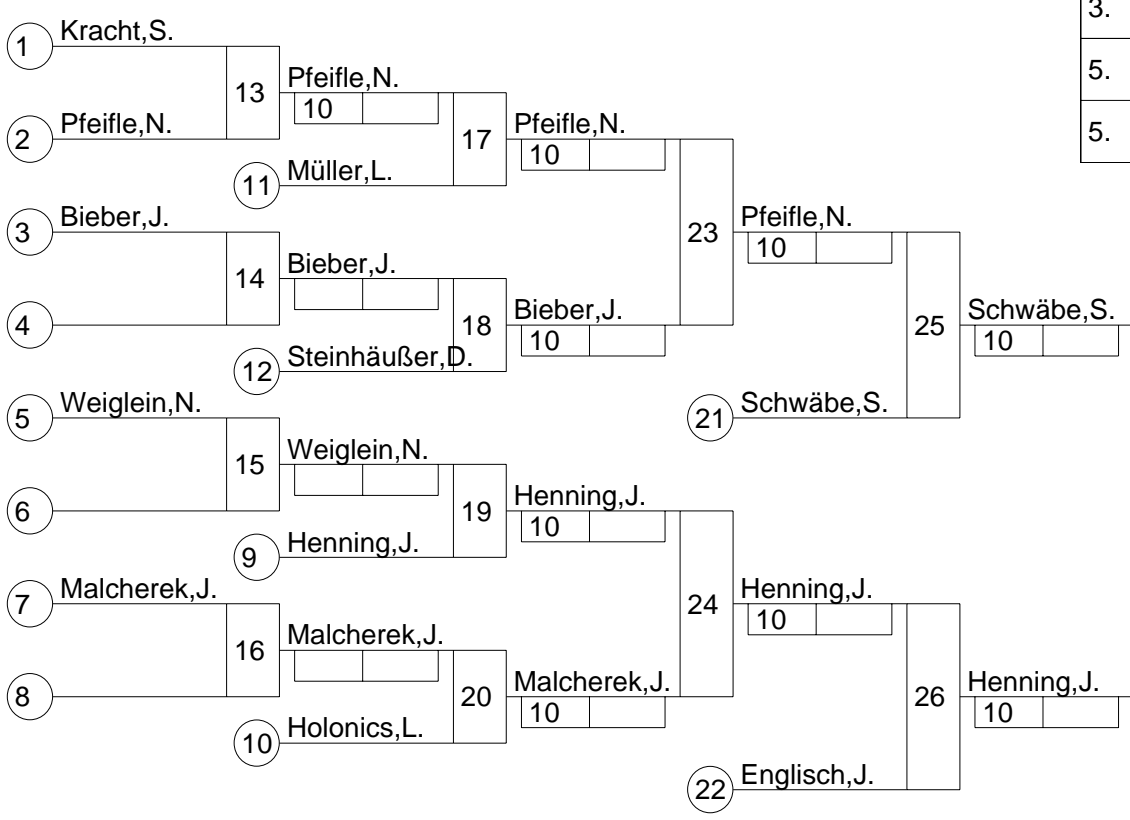 3.
1 Kracht,S.
13 Pfeifle,N.
10
5.
2 Pfeifle,N.
17 Pfeifle,N.
10
5.
11 Müller,L.
3 Bieber,J.
23 Pfeifle,N.
10
14 Bieber,J.
4
18 Bieber,J.
10
25 Schwäbe,S.
10
12 Steinhäußer,D.
5 Weiglein,N.
21 Schwäbe,S.
15 Weiglein,N.
6
19 Henning,J.
10
9 Henning,J.
7 Malcherek,J.
24 Henning,J.
10
16 Malcherek,J.
8
20 Malcherek,J.
10
26 Henning,J.
10
10 Holonics,L.
22 Englisch,J.